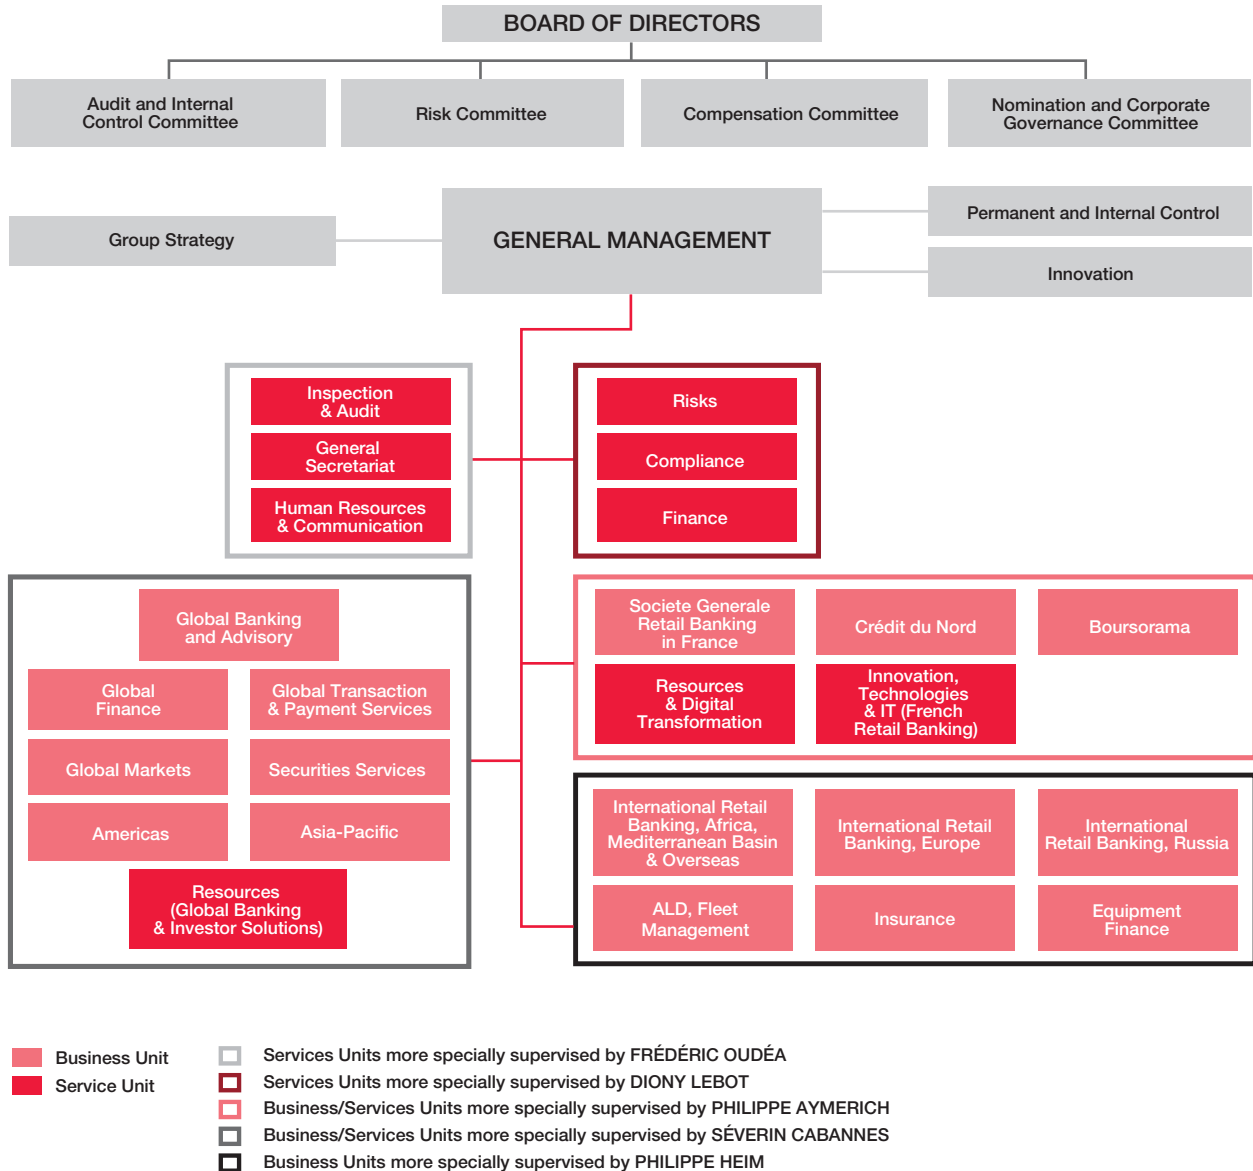 BOARD OF DIRECTORS
Audit and Internal
Control Committee
Risk Committee
Compensation Committee
Nomination and Corporate
Governance Committee
Group Strategy
GENERAL MANAGEMENT
Permanent and Internal Control
Innovation
Inspection
& Audit
General
Secretariat
Human Resources
& Communication
Risks
Compliance
Finance
Global Banking
and Advisory
Global
Finance
Global Transaction
& Payment Services
Global Markets
Securities Services
Americas
Asia-Pacific
Resources
(Global Banking
& Investor Solutions)
Societe Generale
Retail Banking
in France
Crédit du Nord
Boursorama
Resources
& Digital
Transformation
Innovation,
Technologies
& IT (French
Retail Banking)
International Retail
Banking, Africa,
Mediterranean Basin
& Overseas
International Retail
Banking, Europe
International
Retail Banking, Russia
ALD, Fleet
Management
Insurance
Equipment
Finance
Business Unit
Service Unit
Services Units more specially supervised by FRÉDÉRIC OUDÉA
Services Units more specially supervised by DIONY LEBOT
Business/Services Units more specially supervised by PHILIPPE AYMERICH
Business/Services Units more specially supervised by SÉVERIN CABANNES
Business Units more specially supervised by PHILIPPE HEIM